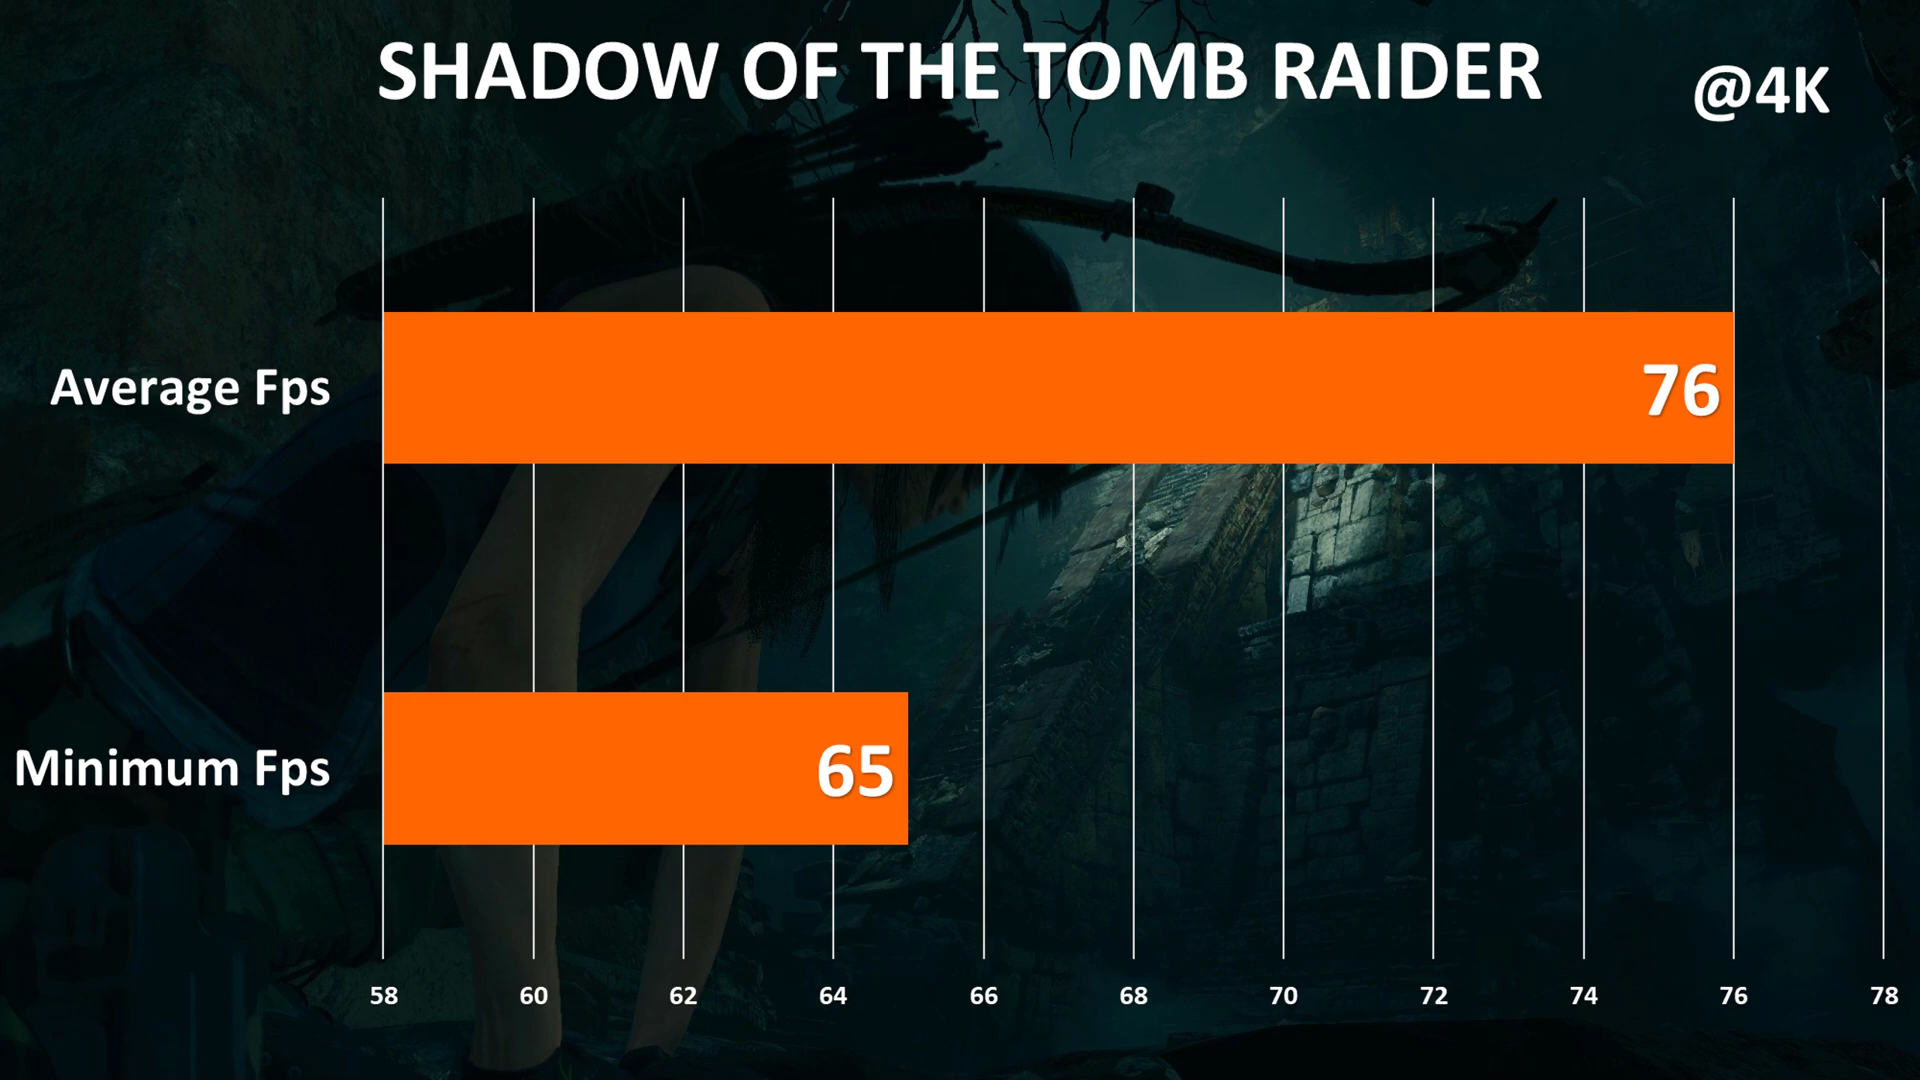 SHADOW OF THE TOMB RAIDER
@4K
Average Fps
76
Minimum Fps
65
58 60 62 64 66 68 70 72 74 76 78